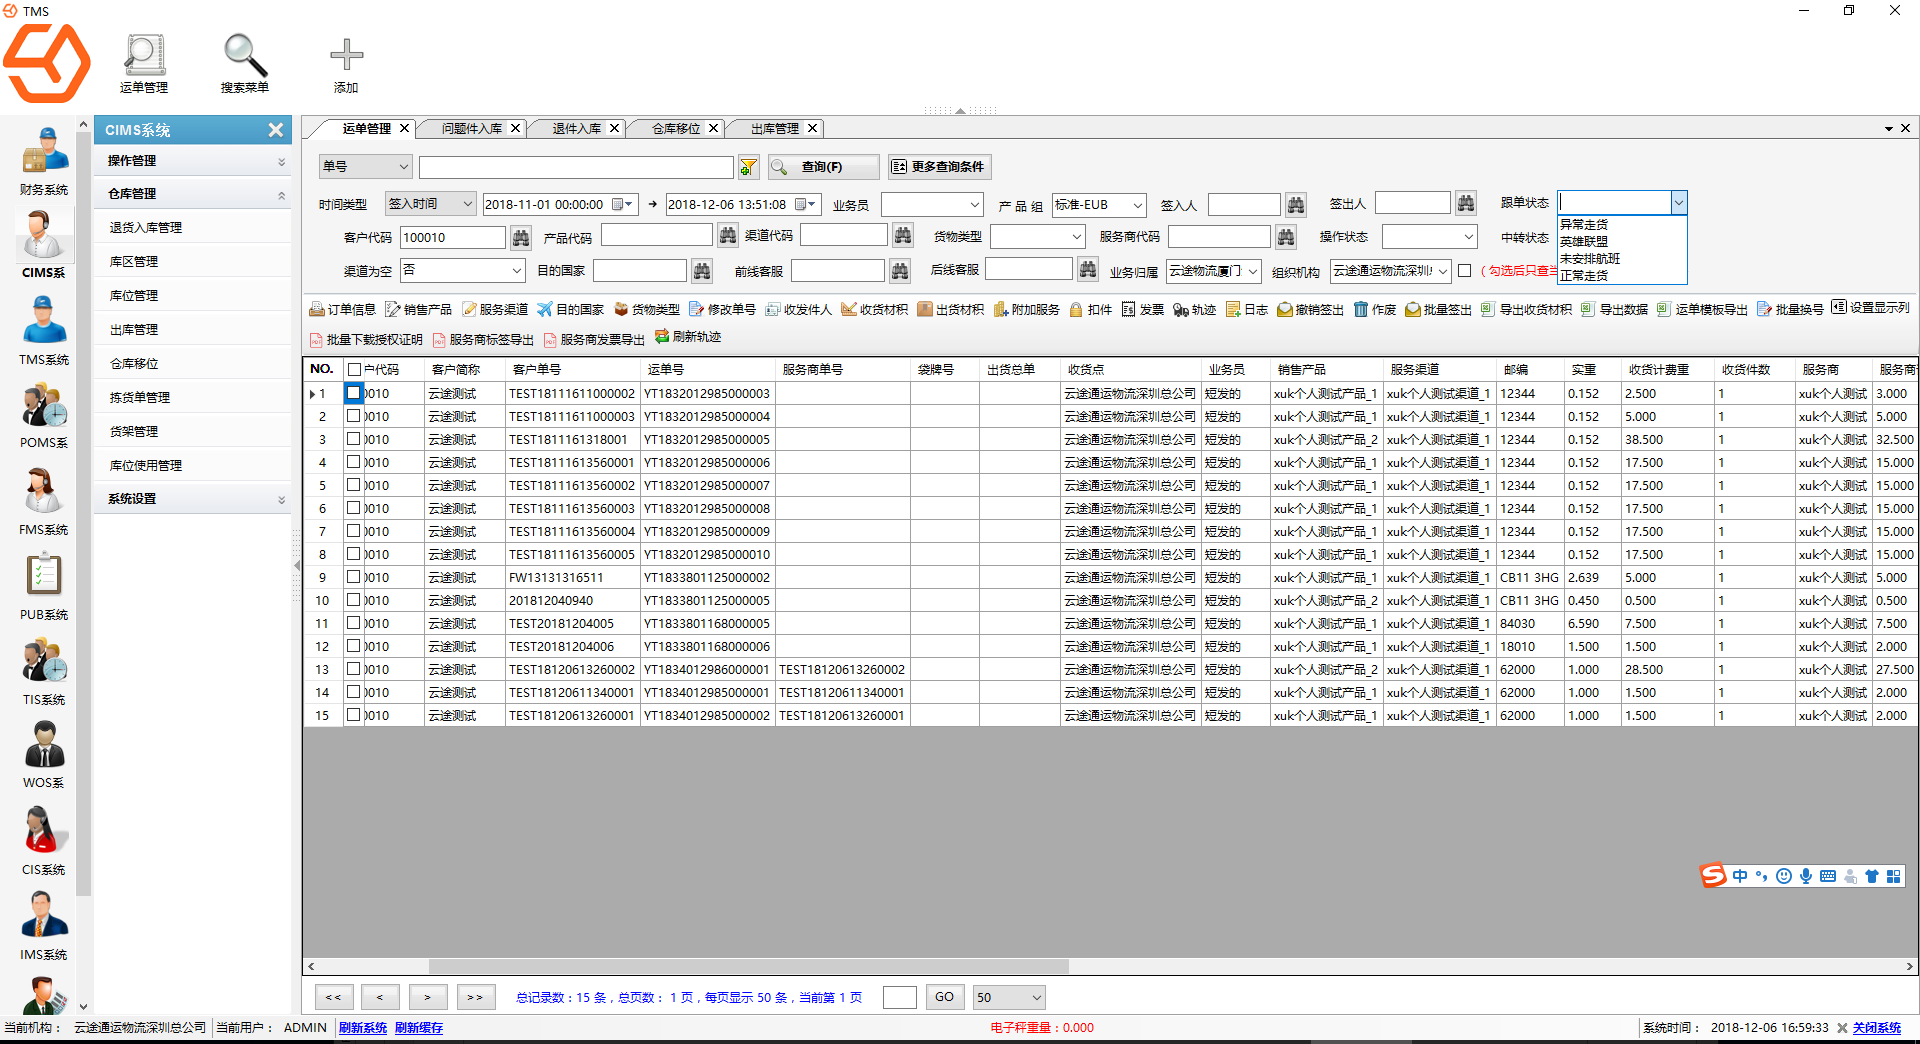 TMS
运单管理 搜索菜单 添加
财务系统
CIMS系
TMS系统
POMS系
FMS系统
PUB系统
TIS系统
WOS系
CIS系统
IMS系统
CIMS系统
操作管理
仓库管理
退货入库管理
库区管理
库位管理
出库管理
仓库移位
拣货单管理
货架管理
库位使用管理
系统设置
运单管理 问题件入库 退件入库 仓库移位 出库管理
单号 查询(F) 更多查询条件
时间类型 签入时间 2018-11-01 00:00:00 → 2018-12-06 13:51:08 业务员 产 品 组 标准-EUB 签入人 签出人 跟单状态
客户代码 100010 产品代码 渠道代码 货物类型 服务商代码 操作状态 中转状态
渠道为空 否 目的国家 前线客服 后线客服 业务归属 云途物流厦门 组织机构 云途通运物流深圳 (勾选后只查
异常走货
英雄联盟
未安排航班
正常走货
订单信息 销售产品 服务渠道 目的国家 货物类型 修改单号 收发件人 收货材积 出货材积 附加服务 扣件 发票 轨迹 日志 撤销签出 作废 批量签出 导出收货材积 导出数据 运单模板导出 批量换号 设置显示列
批量下载授权证明 服务商标签导出 服务商发票导出 刷新轨迹
NO. 户代码 客户简称 客户单号 运单号 服务商单号 袋牌号 出货总单 收货点 业务员 销售产品 服务渠道 邮编 实重 收货计费重 收货件数 服务商 服务商
1 0010 云途测试 TEST18111611000002 YT1832012985000003 云途通运物流深圳总公司 短发的 xuk个人测试产品_1 xuk个人测试渠道_1 12344 0.152 2.500 1 xuk个人测试 3.000
2 0010 云途测试 TEST18111611000003 YT1832012985000004 云途通运物流深圳总公司 短发的 xuk个人测试产品_1 xuk个人测试渠道_1 12344 0.152 5.000 1 xuk个人测试 5.000
3 0010 云途测试 TEST1811161318001 YT1832012985000005 云途通运物流深圳总公司 短发的 xuk个人测试产品_2 xuk个人测试渠道_1 12344 0.152 38.500 1 xuk个人测试 32.500
4 0010 云途测试 TEST18111613560001 YT1832012985000006 云途通运物流深圳总公司 短发的 xuk个人测试产品_1 xuk个人测试渠道_1 12344 0.152 17.500 1 xuk个人测试 15.000
5 0010 云途测试 TEST18111613560002 YT1832012985000007 云途通运物流深圳总公司 短发的 xuk个人测试产品_1 xuk个人测试渠道_1 12344 0.152 17.500 1 xuk个人测试 15.000
6 0010 云途测试 TEST18111613560003 YT1832012985000008 云途通运物流深圳总公司 短发的 xuk个人测试产品_1 xuk个人测试渠道_1 12344 0.152 17.500 1 xuk个人测试 15.000
7 0010 云途测试 TEST18111613560004 YT1832012985000009 云途通运物流深圳总公司 短发的 xuk个人测试产品_1 xuk个人测试渠道_1 12344 0.152 17.500 1 xuk个人测试 15.000
8 0010 云途测试 TEST18111613560005 YT1832012985000010 云途通运物流深圳总公司 短发的 xuk个人测试产品_1 xuk个人测试渠道_1 12344 0.152 17.500 1 xuk个人测试 15.000
9 0010 云途测试 FW13131316511 YT1833801125000002 云途通运物流深圳总公司 短发的 xuk个人测试产品_1 xuk个人测试渠道_1 CB11 3HG 2.639 5.000 1 xuk个人测试 5.000
10 0010 云途测试 201812040940 YT1833801125000005 云途通运物流深圳总公司 短发的 xuk个人测试产品_2 xuk个人测试渠道_1 CB11 3HG 0.450 0.500 1 xuk个人测试 0.500
11 0010 云途测试 TEST20181204005 YT1833801168000005 云途通运物流深圳总公司 短发的 xuk个人测试产品_1 xuk个人测试渠道_1 84030 6.590 7.500 1 xuk个人测试 7.500
12 0010 云途测试 TEST20181204006 YT1833801168000006 云途通运物流深圳总公司 短发的 xuk个人测试产品_1 xuk个人测试渠道_1 18010 1.500 1.500 1 xuk个人测试 2.000
13 0010 云途测试 TEST18120613260002 YT1834012986000001 TEST18120613260002 云途通运物流深圳总公司 短发的 xuk个人测试产品_2 xuk个人测试渠道_1 62000 1.000 28.500 1 xuk个人测试 27.500
14 0010 云途测试 TEST18120611340001 YT1834012985000001 TEST18120611340001 云途通运物流深圳总公司 短发的 xuk个人测试产品_1 xuk个人测试渠道_1 62000 1.000 1.500 1 xuk个人测试 2.000
15 0010 云途测试 TEST18120613260001 YT1834012985000002 TEST18120613260001 云途通运物流深圳总公司 短发的 xuk个人测试产品_1 xuk个人测试渠道_1 62000 1.000 1.500 1 xuk个人测试 2.000
S 中
<< < > >> 总记录数：15 条，总页数： 1 页，每页显示 50 条，当前第 1 页 GO 50
当前机构： 云途通运物流深圳总公司 当前用户： ADMIN 刷新系统 刷新缓存 电子秤重量：0.000 系统时间： 2018-12-06 16:59:33 关闭系统